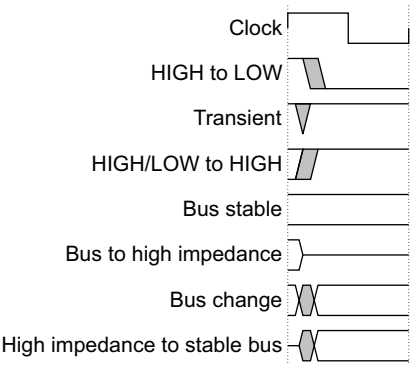 Clock
HIGH to LOW
Transient
HIGH/LOW to HIGH
Bus stable
Bus to high impedance
Bus change
High impedance to stable bus